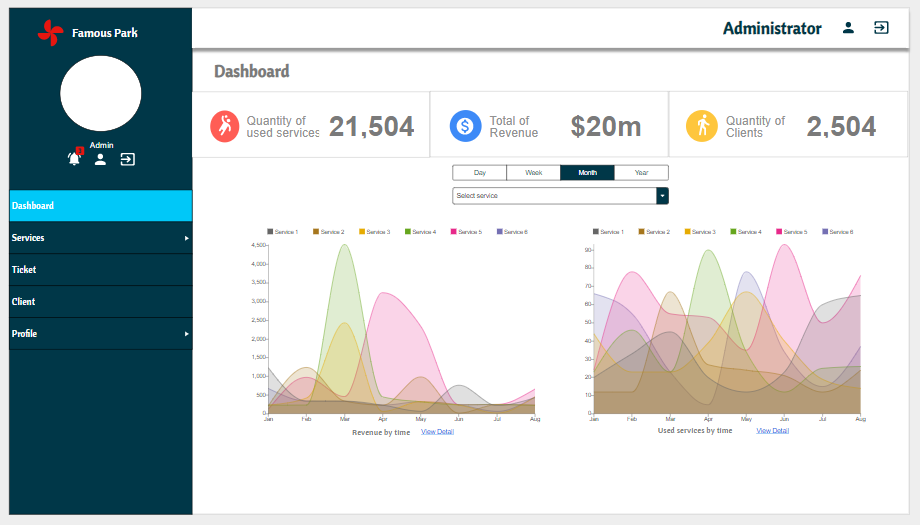 Famous Park
Administrator
Admin
3
Dashboard
Services
Ticket
Client
Profile
Dashboard
Quantity of
used services
21,504
Total of
Revenue
$20m
Quantity of
Clients
2,504
Day Week Month Year
Select service
Service 1 Service 2 Service 3 Service 4 Service 5 Service 6
4,500
4,000
3,500
3,000
2,500
2,000
1,500
1,000
500
0
Jan Feb Mar Apr May Jun Jul Aug
Revenue by time View Detail
Service 1 Service 2 Service 3 Service 4 Service 5 Service 6
90
80
70
60
50
40
30
20
10
0
Jan Feb Mar Apr May Jun Jul Aug
Used services by time View Detail